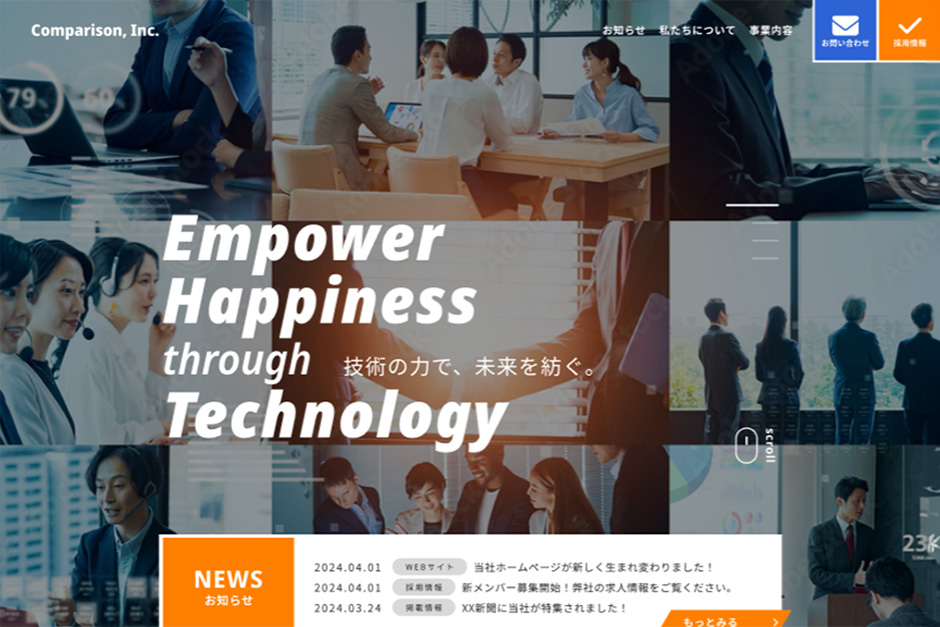 Comparison, Inc.
お知らせ 私たちについて 事業内容
お問い合わせ
採用情報
79
60
Empower
Happiness
through
技術の力で、未来を紡ぐ。
Technology
scroll
NEWS
お知らせ
2024.04.01 WEBサイト 当社ホームページが新しく生まれ変わりました！
2024.04.01 採用情報 新メンバー募集開始！弊社の求人情報をご覧ください。
2024.03.24 掲載情報 XX新聞に当社が特集されました！
もっとみる